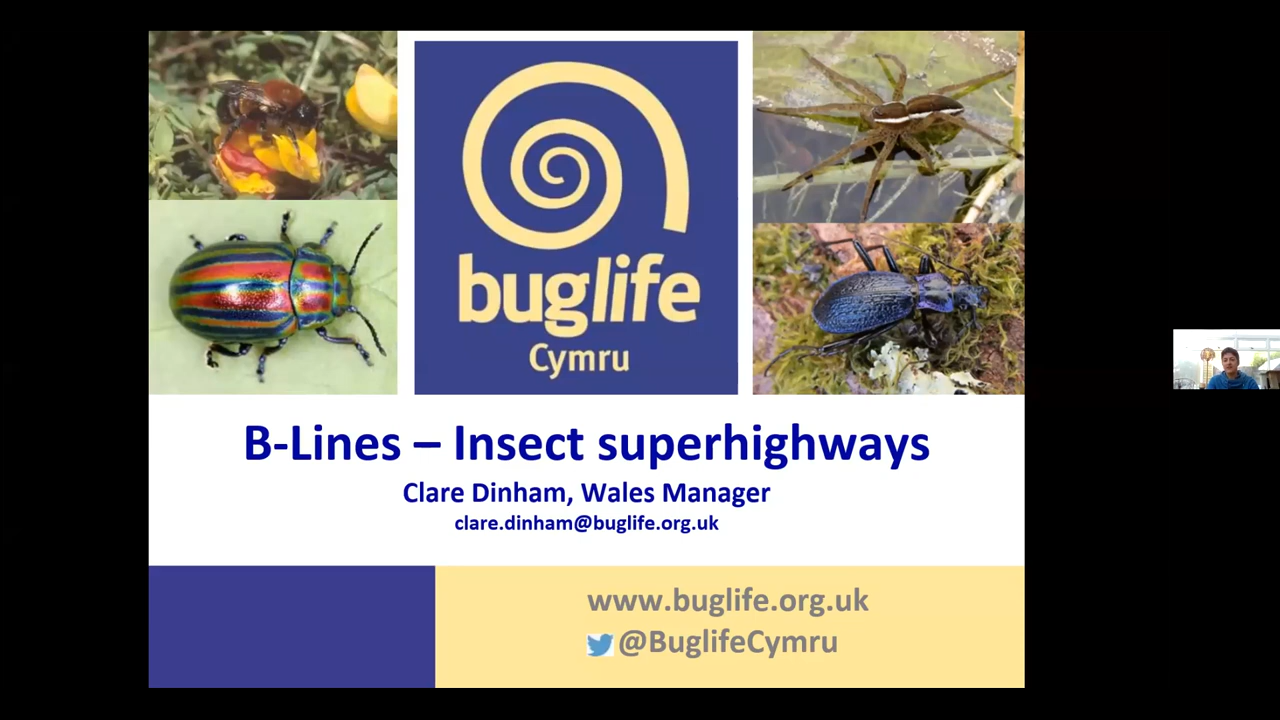 buglife
Cymru
B-Lines – Insect superhighways
Clare Dinham, Wales Manager
clare.dinham@buglife.org.uk
www.buglife.org.uk
@BuglifeCymru